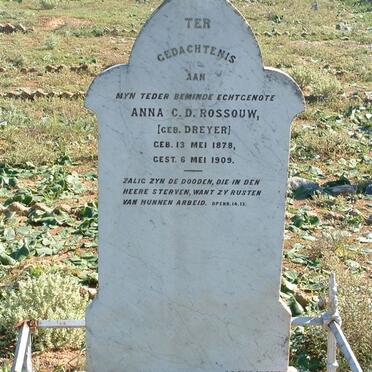 TER
GEDACHTENIS
AAN
MYN TEDER BEMINDE ECHTGENOTE
ANNA C. D. ROSSOUW,
[GEB. DREYER]
GEB. 13 MEI 1878,
GEST. 6 MEI 1909.
ZALIG ZYN DE DOODEN, DIE IN DEN
HEERE STERVEN, WANT ZY RUSTEN
VAN HUNNEN ARBEID. OPENB. 14.13.